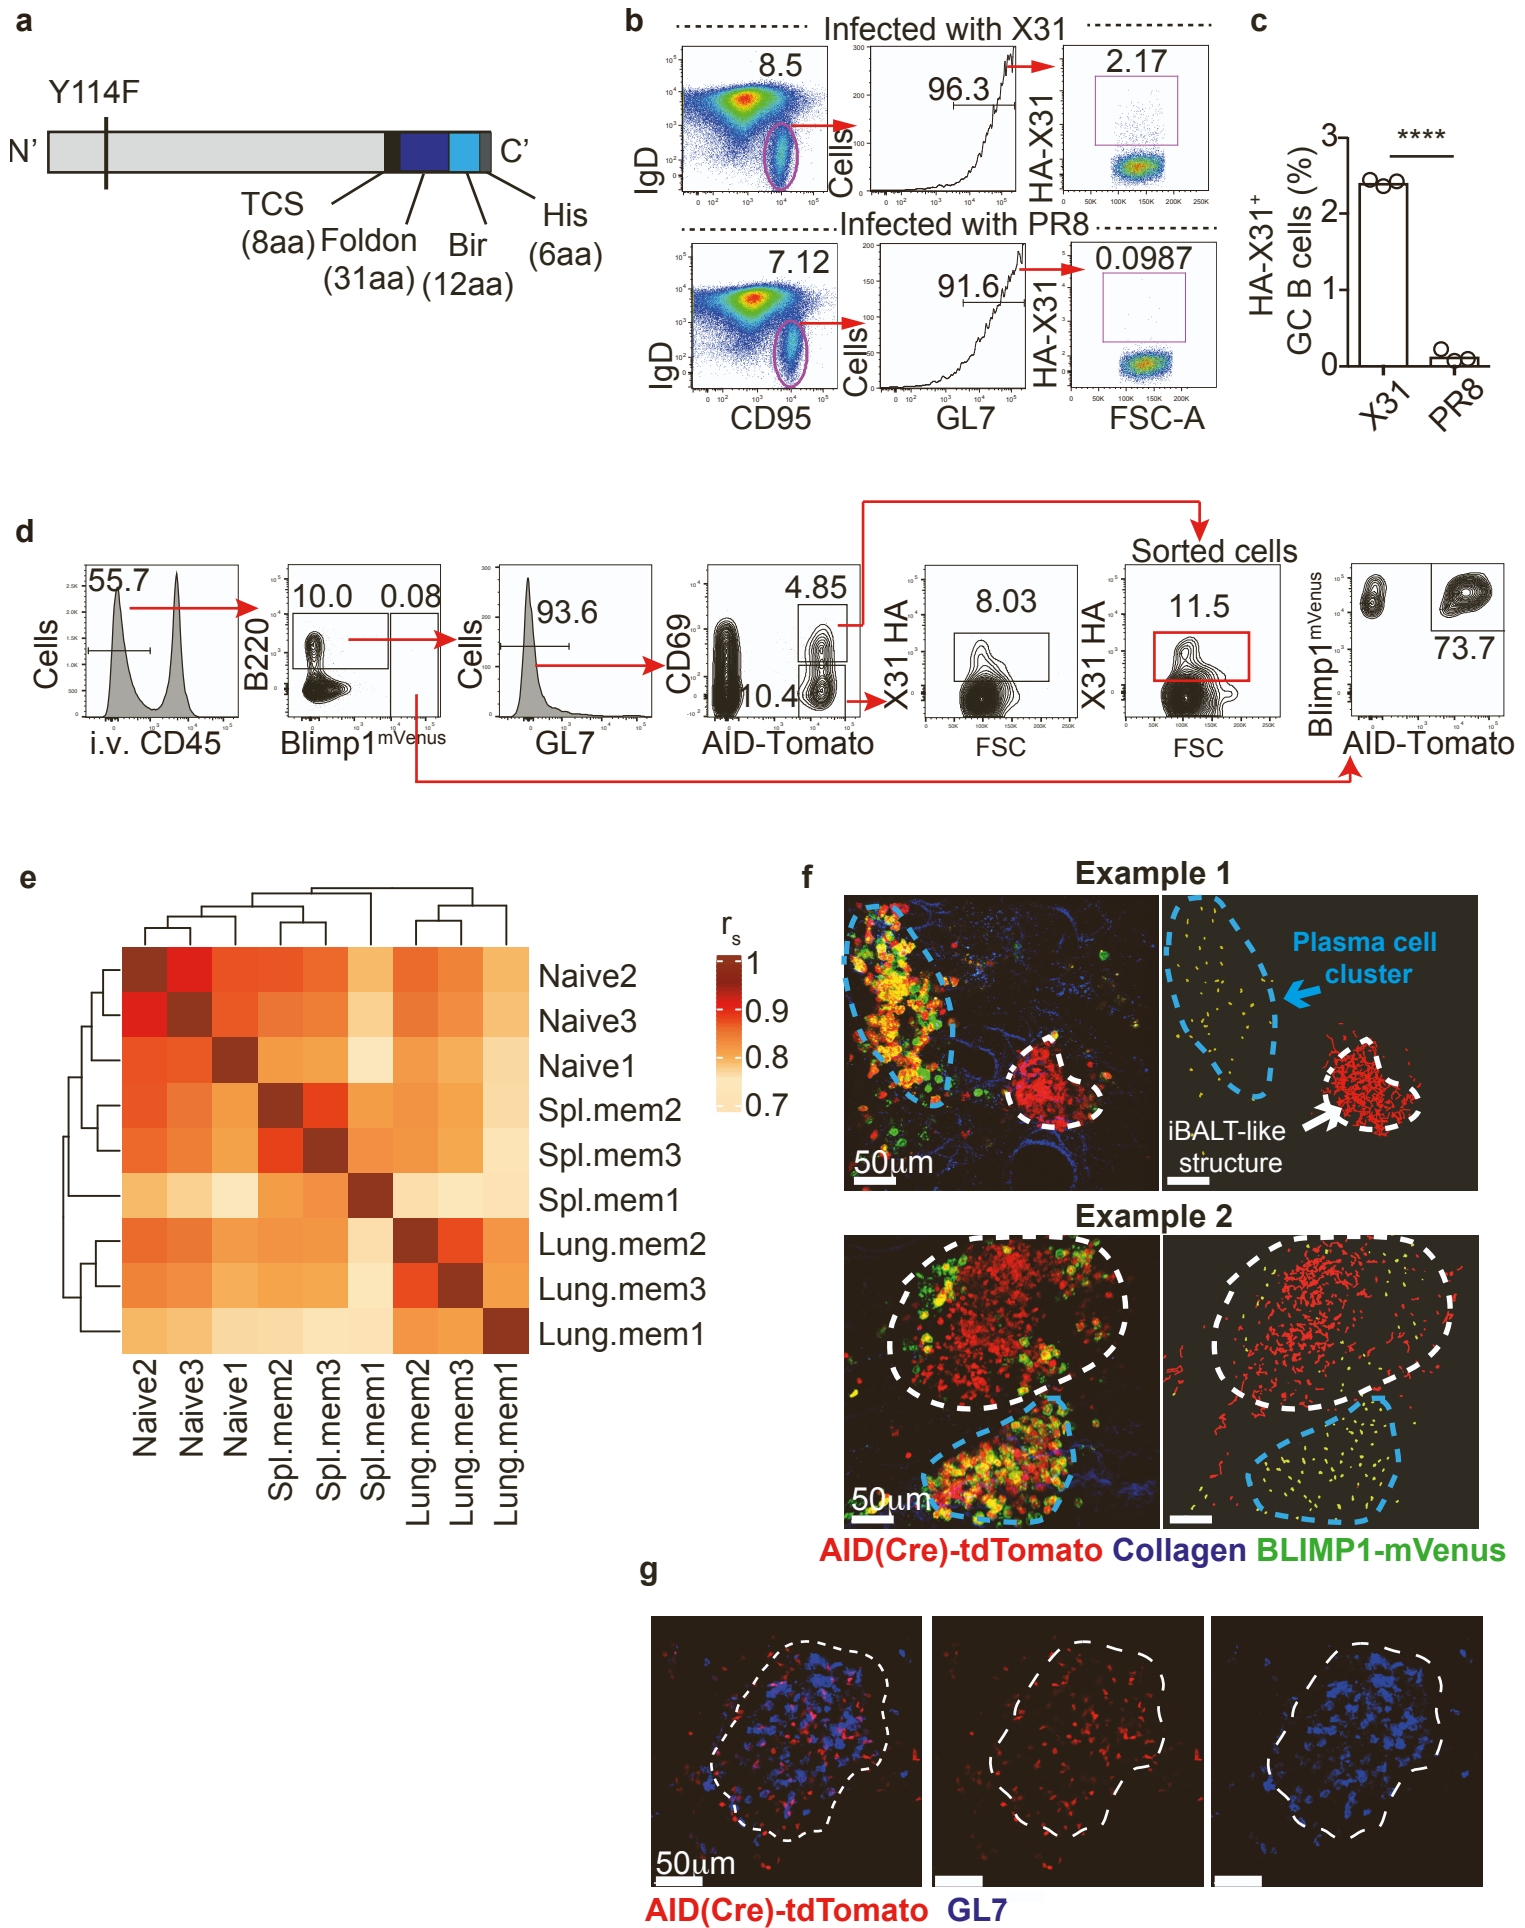 a
Y114F
N'
C'
TCS
(8aa)
Foldon
(31aa)
Bir
(12aa)
His
(6aa)
b
Infected with X31
8.5
96.3
2.17
IgD
Cells
HA-X31
Infected with PR8
7.12
91.6
0.0987
IgD
Cells
HA-X31
CD95
GL7
FSC-A
c
****
3
2
1
0
HA-X31+
GC B cells (%)
X31
PR8
d
Sorted cells
55.7
10.0
0.08
93.6
4.85
10.4
8.03
11.5
73.7
Cells
B220
Cells
CD69
X31 HA
X31 HA
Blimp1mVenus
i.v. CD45
Blimp1mVenus
GL7
AID-Tomato
FSC
FSC
AID-Tomato
e
rs
1
0.9
0.8
0.7
Naive2
Naive3
Naive1
Spl.mem2
Spl.mem3
Spl.mem1
Lung.mem2
Lung.mem3
Lung.mem1
Naive2
Naive3
Naive1
Spl.mem2
Spl.mem3
Spl.mem1
Lung.mem2
Lung.mem3
Lung.mem1
f
Example 1
Plasma cell
cluster
iBALT-like
structure
50μm
Example 2
50μm
AID(Cre)-tdTomato Collagen BLIMP1-mVenus
g
50μm
AID(Cre)-tdTomato GL7